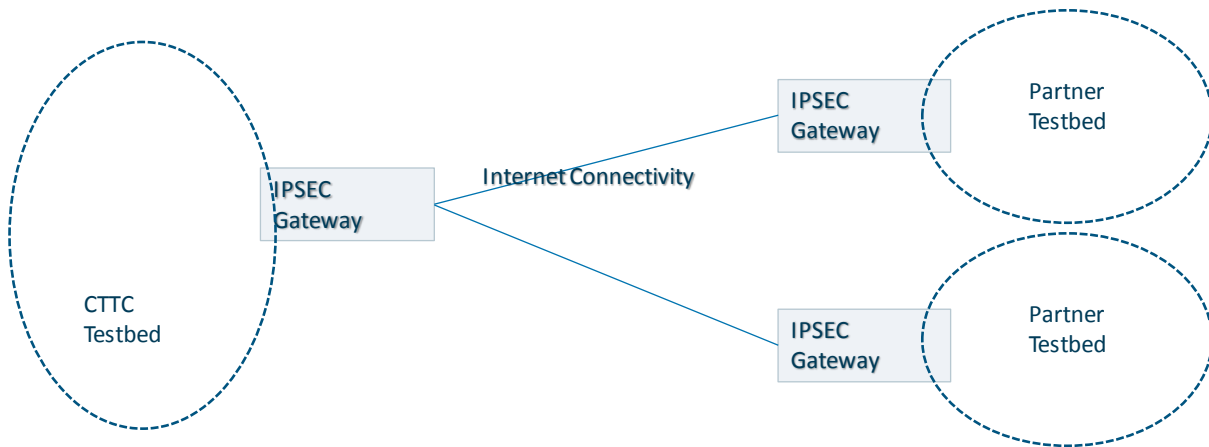 CTTC
Testbed
IPSEC
Gateway
Internet Connectivity
IPSEC
Gateway
Partner
Testbed
IPSEC
Gateway
Partner
Testbed